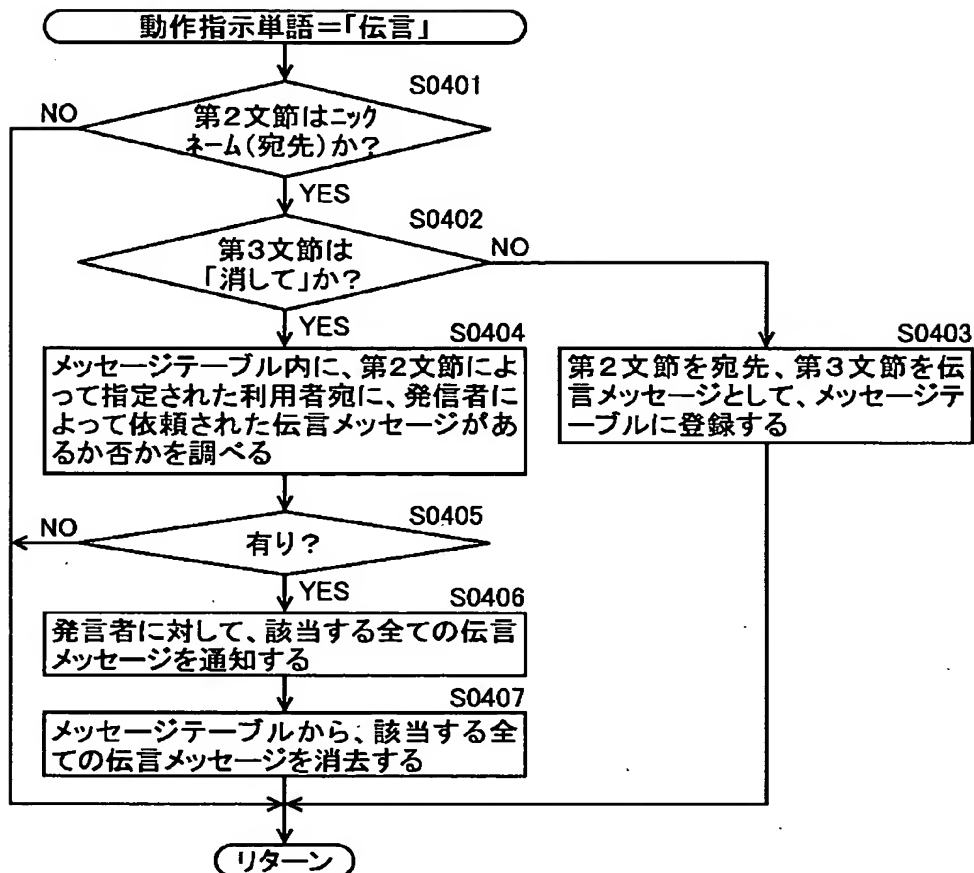 動作指示単語＝「伝言」
S0401
NO
第２文節はニック
ネーム（宛先）か？
YES
S0402
第３文節は
「消して」か？
NO
YES
S0404
メッセージテーブル内に、第２文節によ
って指定された利用者宛に、発信者に
よって依頼された伝言メッセージがあ
るか否かを調べる
S0403
第２文節を宛先、第３文節を伝
言メッセージとして、メッセージテ
ーブルに登録する
S0405
NO
有り？
YES
S0406
発言者に対して、該当する全ての伝言
メッセージを通知する
S0407
メッセージテーブルから、該当する全
ての伝言メッセージを消去する
リターン